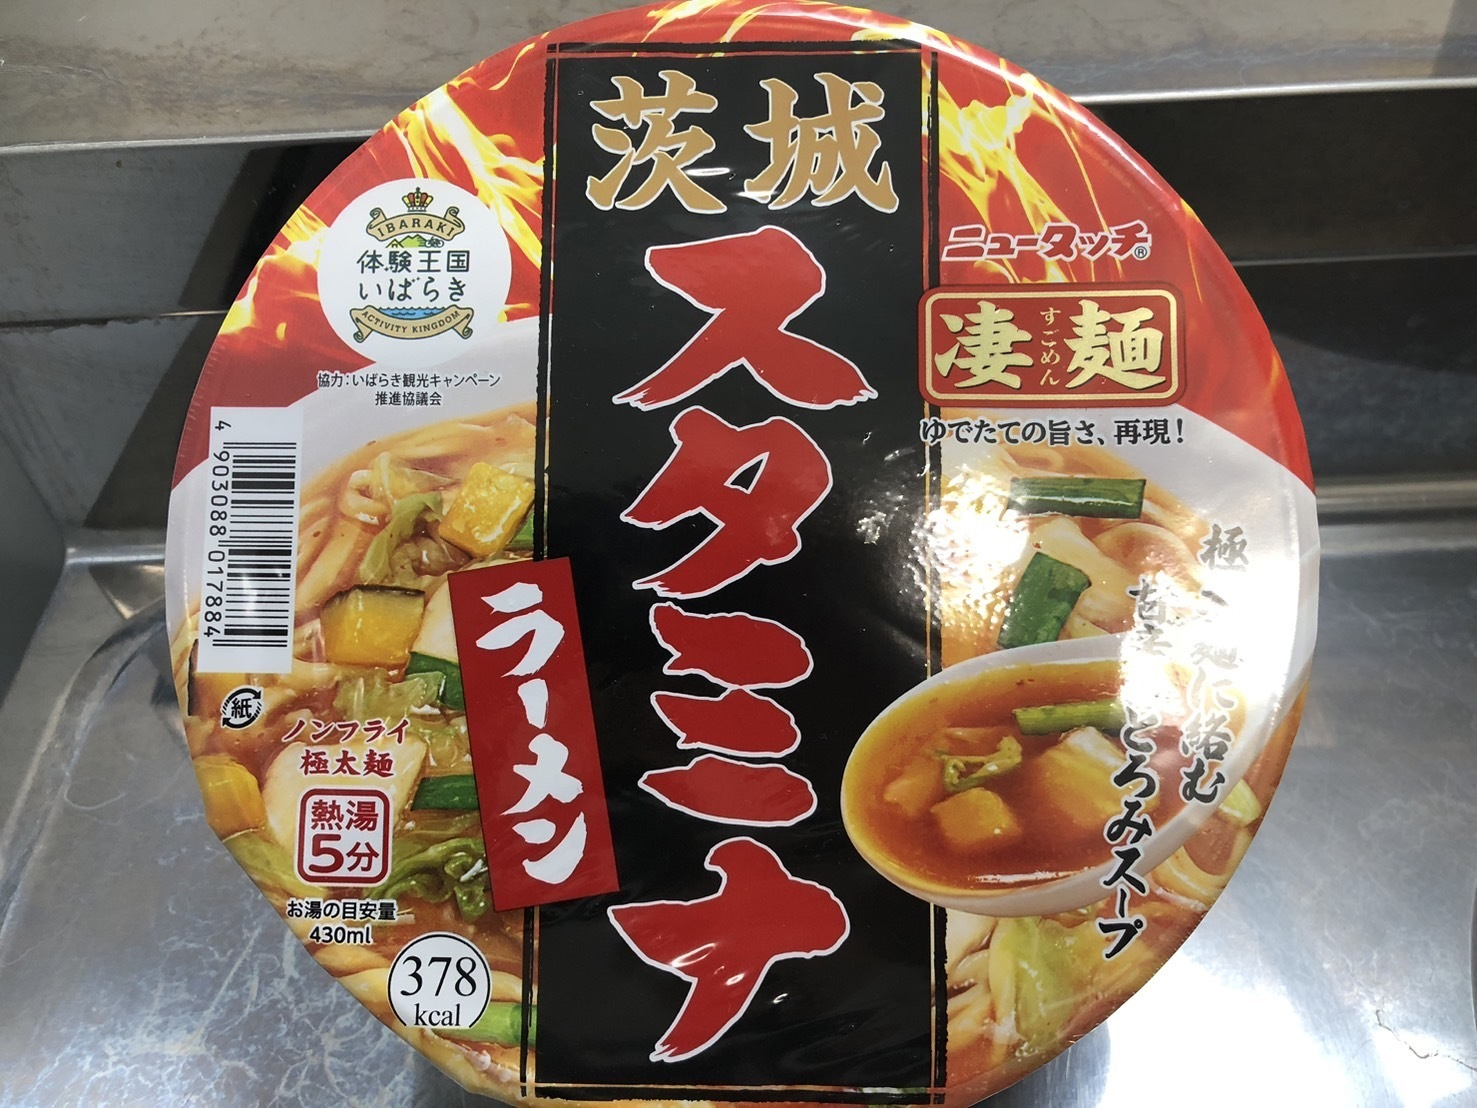 茨城
スタミナ
ラーメン
IBARAKI
体験王国
いばらき
ACTIVITY KINGDOM
協力:いばらき観光キャンペーン
推進協議会
ニュータッチ®
凄麺
すごめん
ゆでたての旨さ、再現!
極
麺に絡む
甘
とろみスープ
4 903088 017884
紙
ノンフライ
極太麺
熱湯
5分
お湯の目安量
430ml
378
kcal